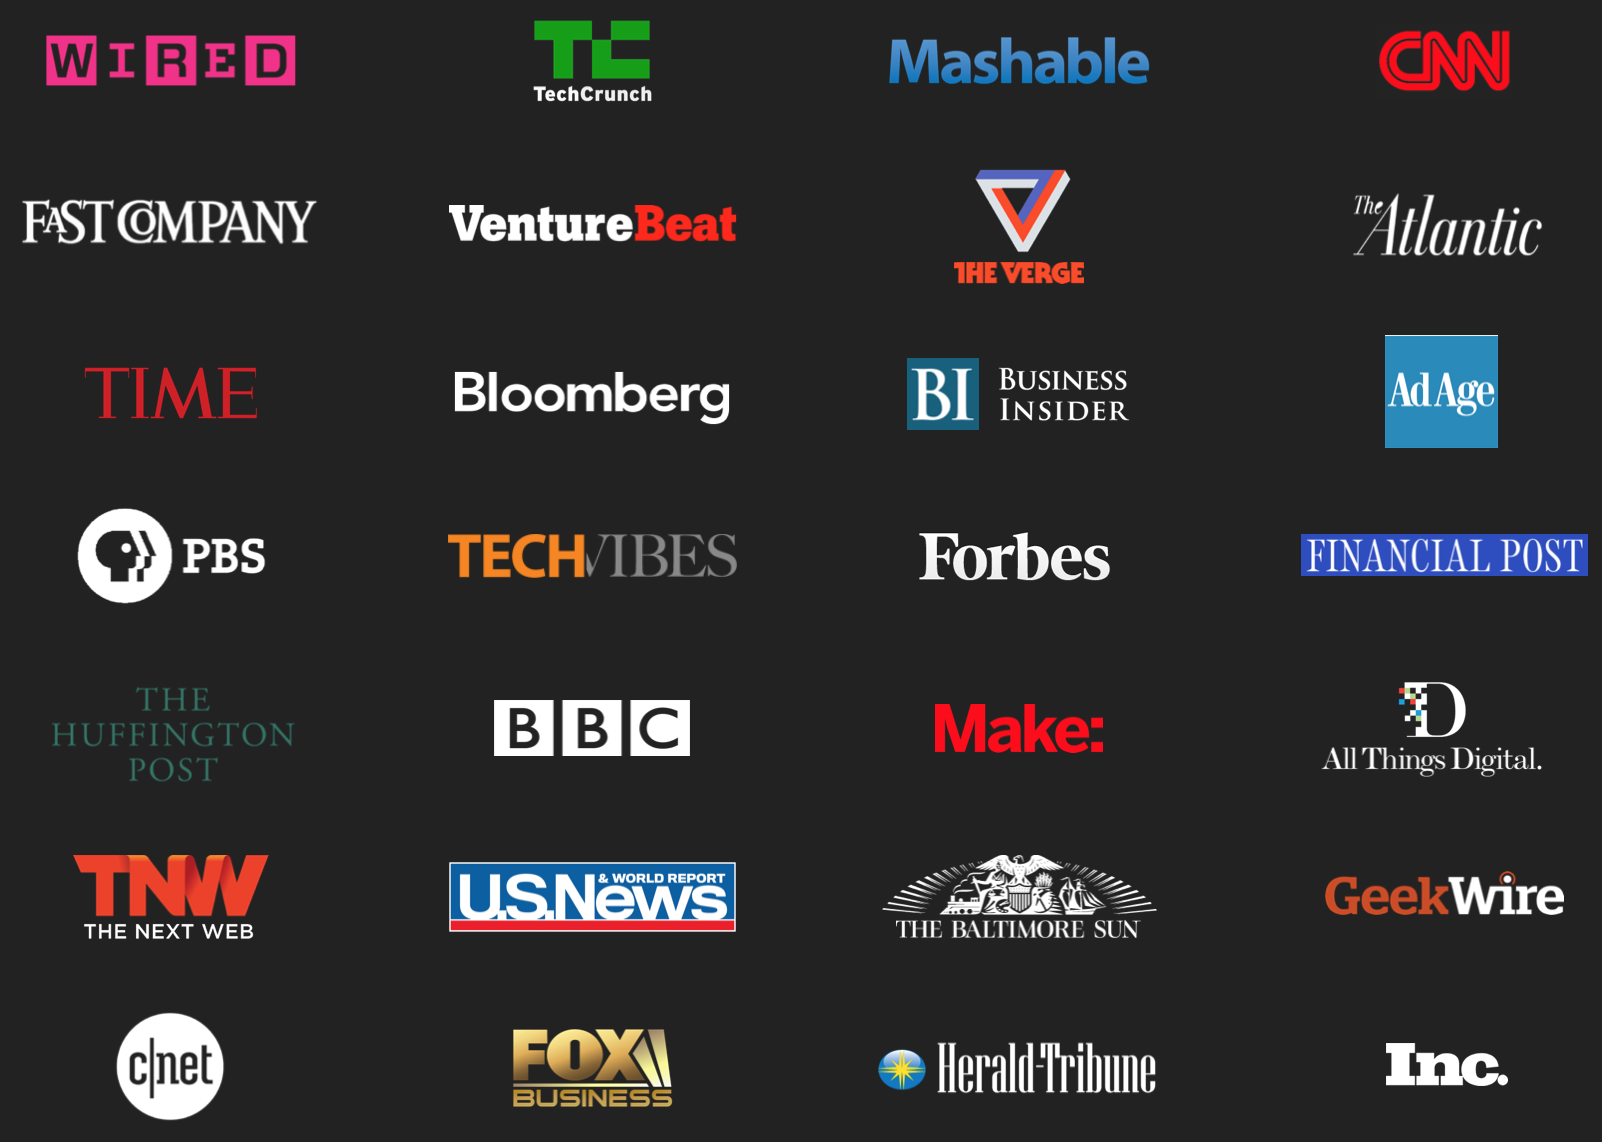 WIRED
TC
TechCrunch
Mashable
CNN
FAST COMPANY
VentureBeat
THE VERGE
The Atlantic
TIME
Bloomberg
BI
BUSINESS
INSIDER
AdAge
PBS
TECHVIBES
Forbes
FINANCIAL POST
THE
HUFFINGTON
POST
BBC
Make:
D
All Things Digital.
TNW
THE NEXT WEB
& WORLD REPORT
U.S.News
THE BALTIMORE SUN
GeekWire
c|net
FOX
BUSINESS
Herald-Tribune
Inc.